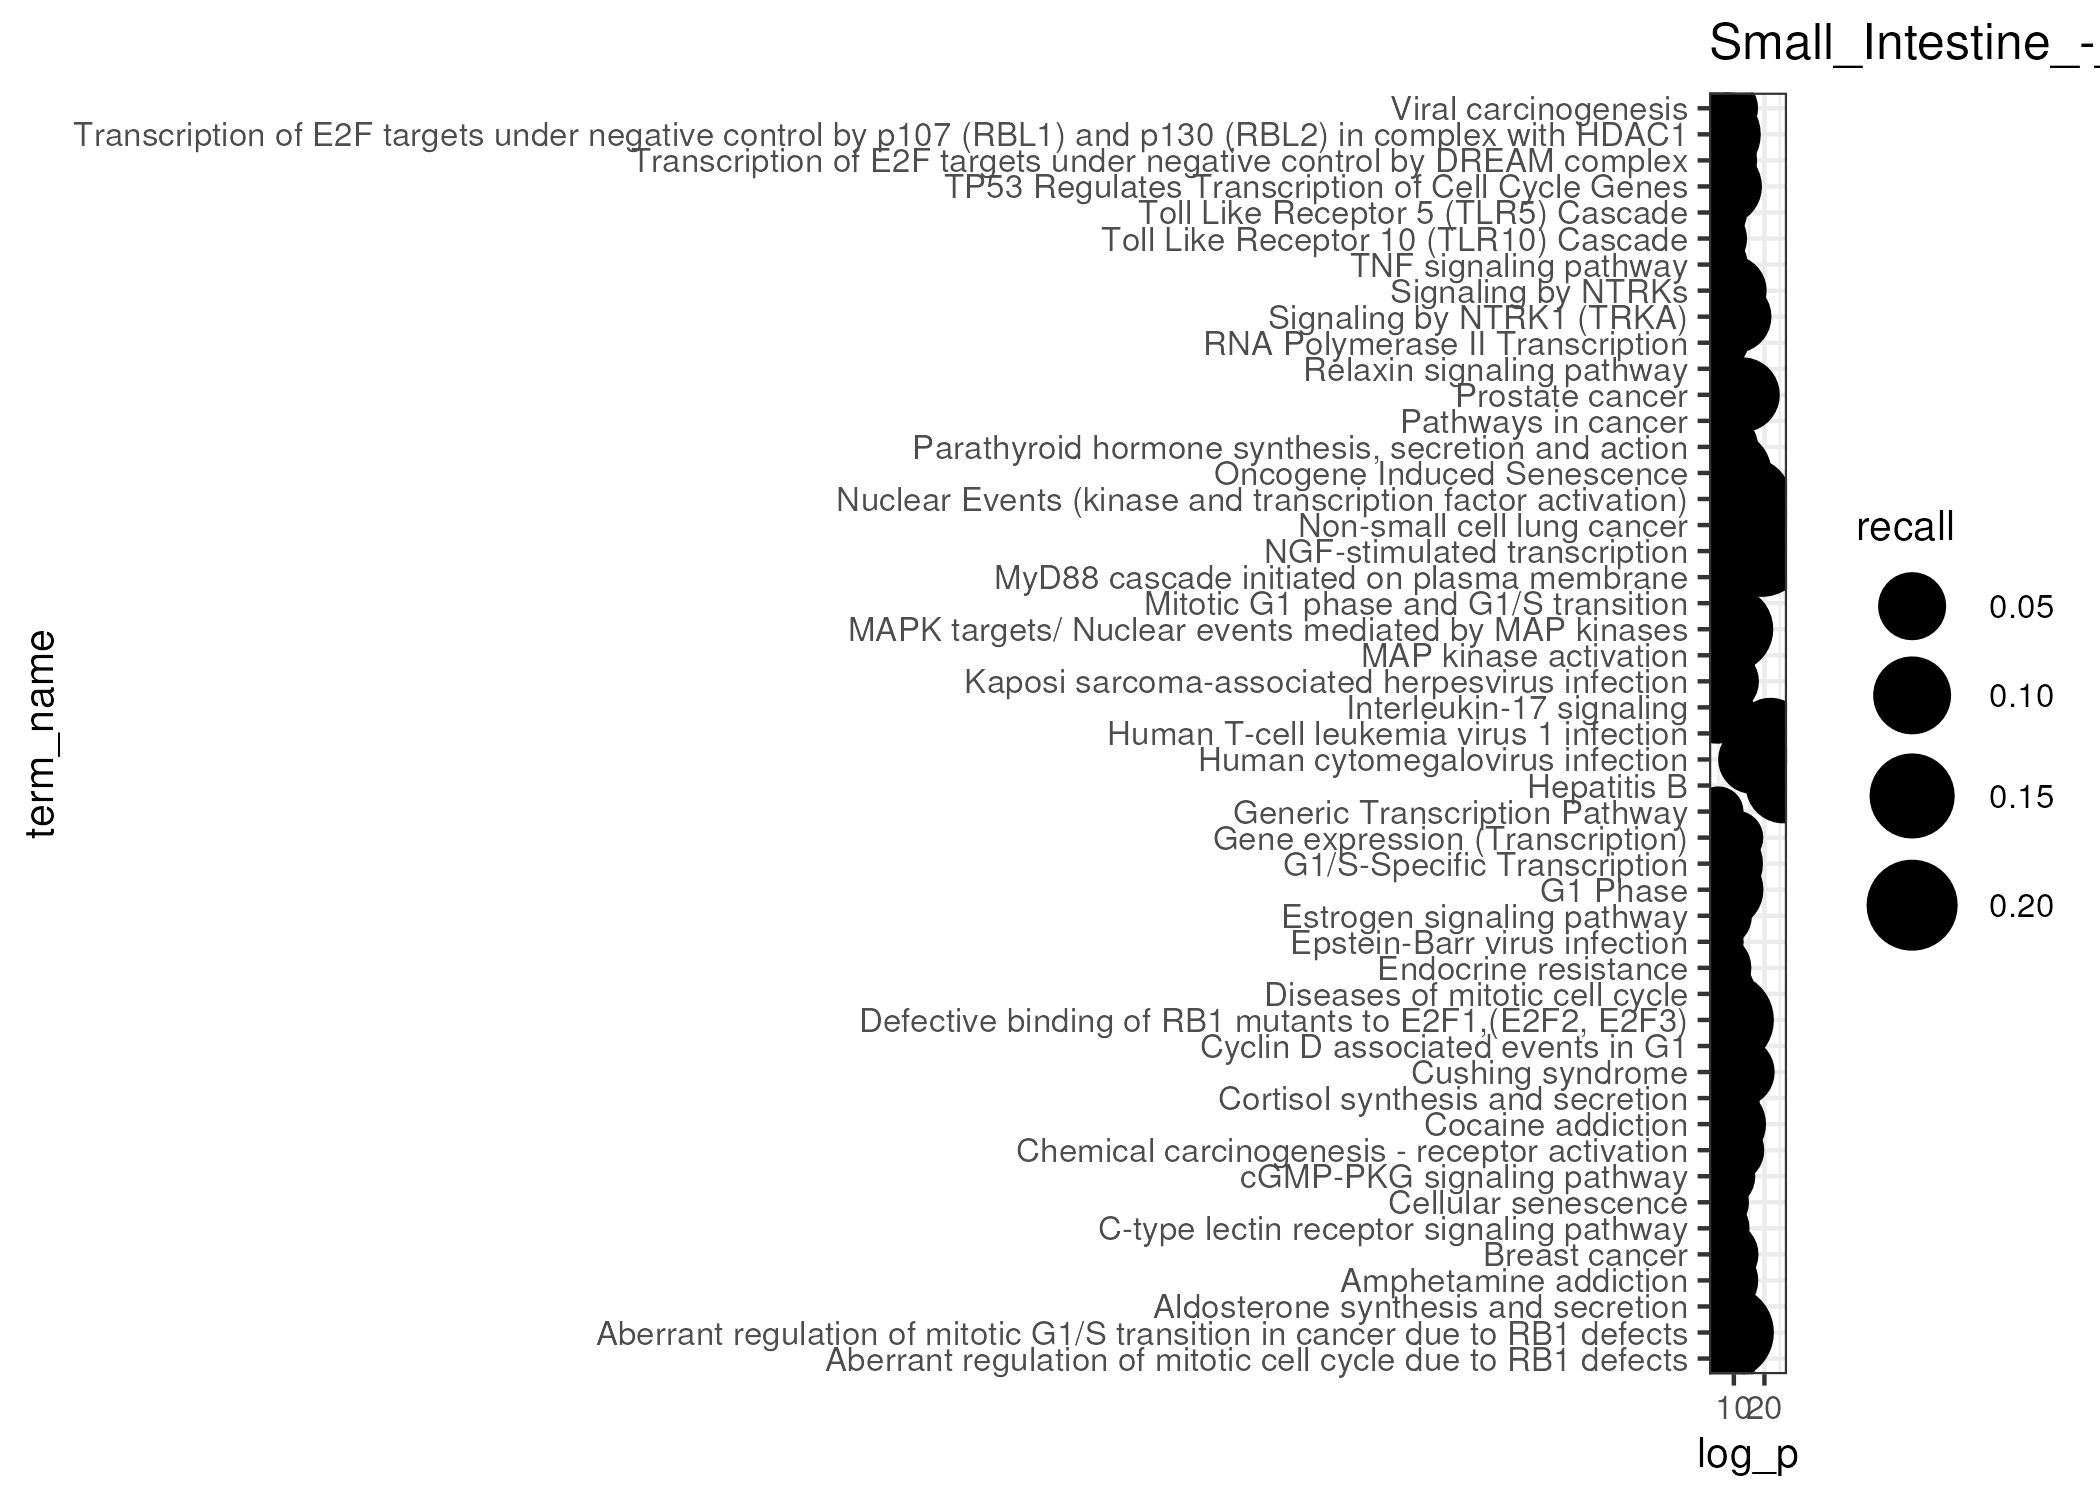 Small_Intestine_-_
Viral carcinogenesis
Transcription of E2F targets under negative control by p107 (RBL1) and p130 (RBL2) in complex with HDAC1
Transcription of E2F targets under negative control by DREAM complex
TP53 Regulates Transcription of Cell Cycle Genes
Toll Like Receptor 5 (TLR5) Cascade
Toll Like Receptor 10 (TLR10) Cascade
TNF signaling pathway
Signaling by NTRKs
Signaling by NTRK1 (TRKA)
RNA Polymerase II Transcription
Relaxin signaling pathway
Prostate cancer
Pathways in cancer
Parathyroid hormone synthesis, secretion and action
Oncogene Induced Senescence
Nuclear Events (kinase and transcription factor activation)
Non-small cell lung cancer
NGF-stimulated transcription
MyD88 cascade initiated on plasma membrane
Mitotic G1 phase and G1/S transition
MAPK targets/ Nuclear events mediated by MAP kinases
MAP kinase activation
Kaposi sarcoma-associated herpesvirus infection
Interleukin-17 signaling
Human T-cell leukemia virus 1 infection
Human cytomegalovirus infection
Hepatitis B
Generic Transcription Pathway
Gene expression (Transcription)
G1/S-Specific Transcription
G1 Phase
Estrogen signaling pathway
Epstein-Barr virus infection
Endocrine resistance
Diseases of mitotic cell cycle
Defective binding of RB1 mutants to E2F1,(E2F2, E2F3)
Cyclin D associated events in G1
Cushing syndrome
Cortisol synthesis and secretion
Cocaine addiction
Chemical carcinogenesis - receptor activation
cGMP-PKG signaling pathway
Cellular senescence
C-type lectin receptor signaling pathway
Breast cancer
Amphetamine addiction
Aldosterone synthesis and secretion
Aberrant regulation of mitotic G1/S transition in cancer due to RB1 defects
Aberrant regulation of mitotic cell cycle due to RB1 defects
term_name
10 20
log_p
recall
0.05
0.10
0.15
0.20